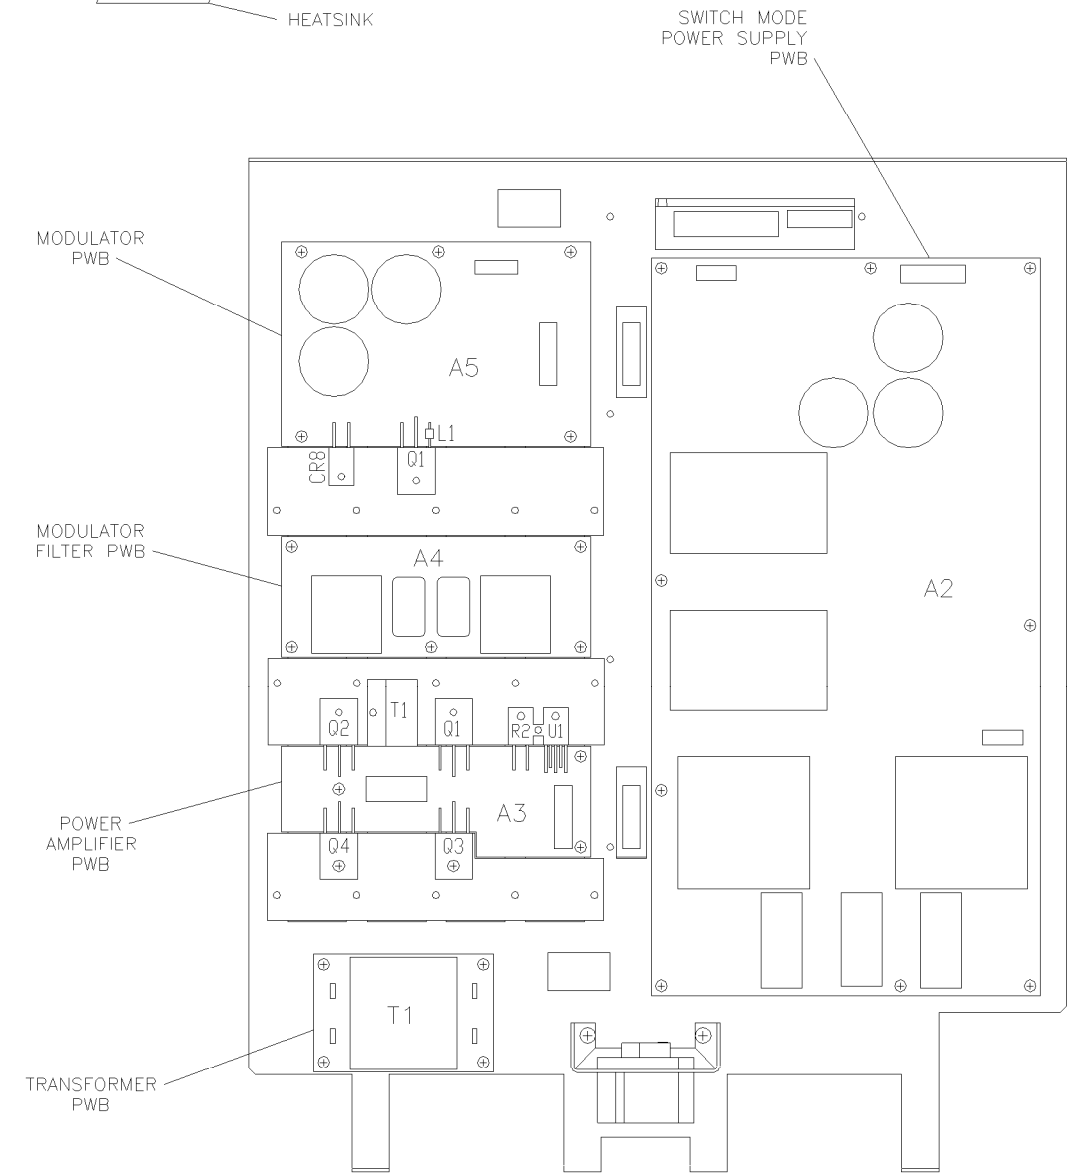 HEATSINK
SWITCH MODE
POWER SUPPLY
PWB
MODULATOR
PWB
A5
L1
CR8
Q1
MODULATOR
FILTER PWB
A4
A2
T1
Q2
Q1
R2
U1
POWER
AMPLIFIER
PWB
A3
Q4
Q3
T1
TRANSFORMER
PWB